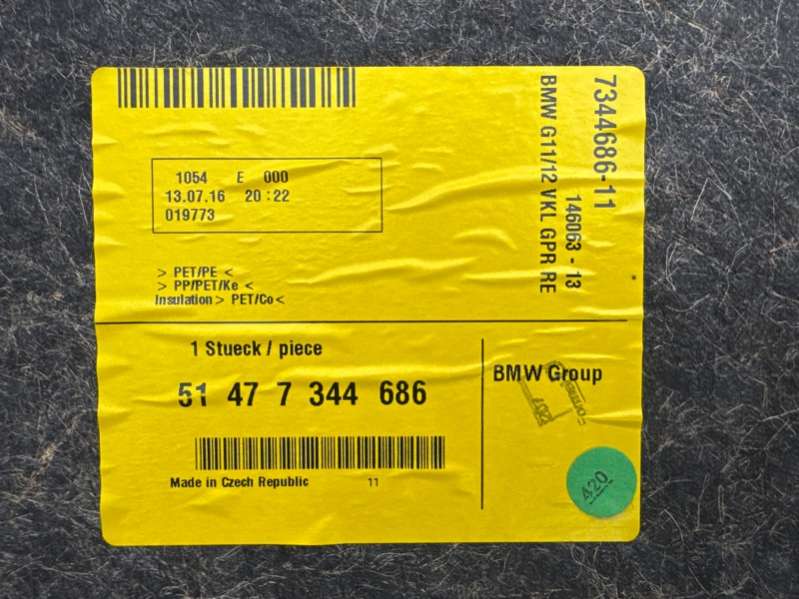 1054 E 000
13.07.16 20:22
019773
> PET/PE <
> PP/PET/Ke <
Insulation > PET/Co <
7344686-11
146063 - 13
BMW G11/12 VKL GPR RE
1 Stueck / piece
51 47 7 344 686
Made in Czech Republic 11
BMW Group
420